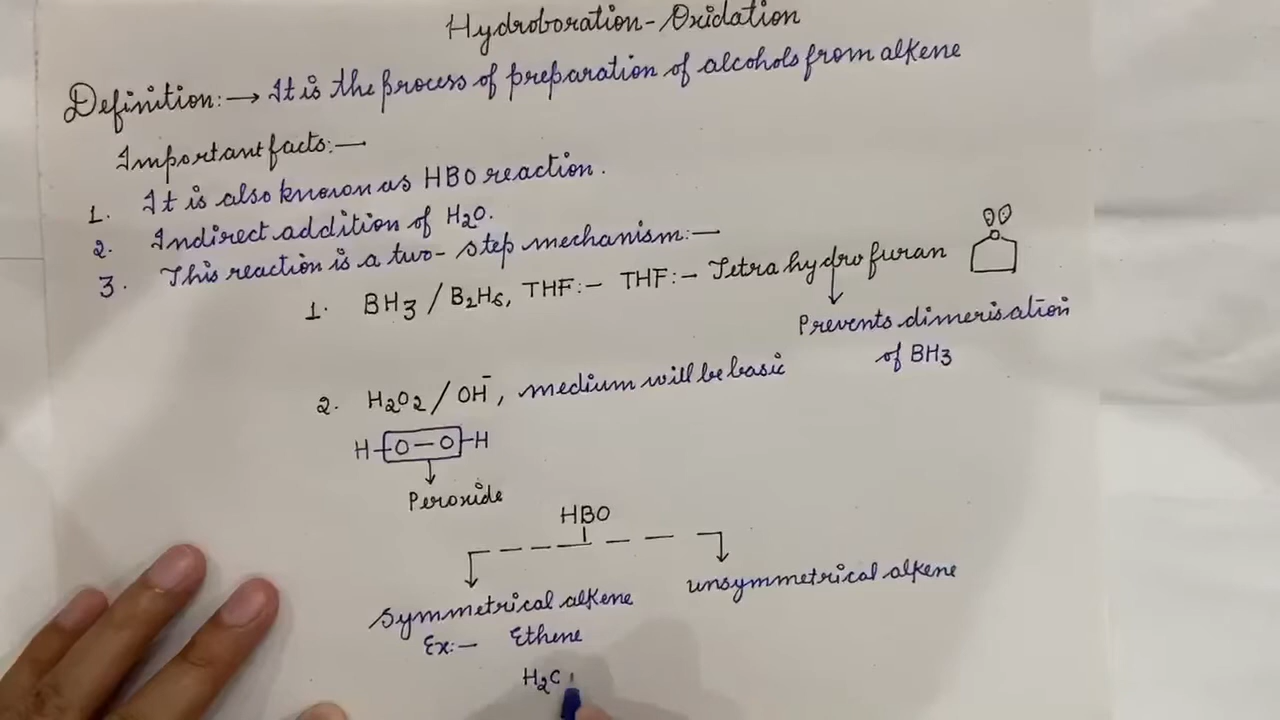 Hydroboration-Oxidation
Definition:→ It is the process of preparation of alcohols from alkene
Important facts:—
1. It is also known as HBO reaction.
2. Indirect addition of H₂O.
3. This reaction is a two-step mechanism:—
1. BH₃ / B₂H₆, THF:— THF:— Tetra hydro furan
Prevents dimerisation
of BH₃
2. H₂O₂ / OH⁻, medium will be basic
H-O-O-H
Peroxide
HBO
Symmetrical alkene
unsymmetrical alkene
Ex:— Ethene
H₂C